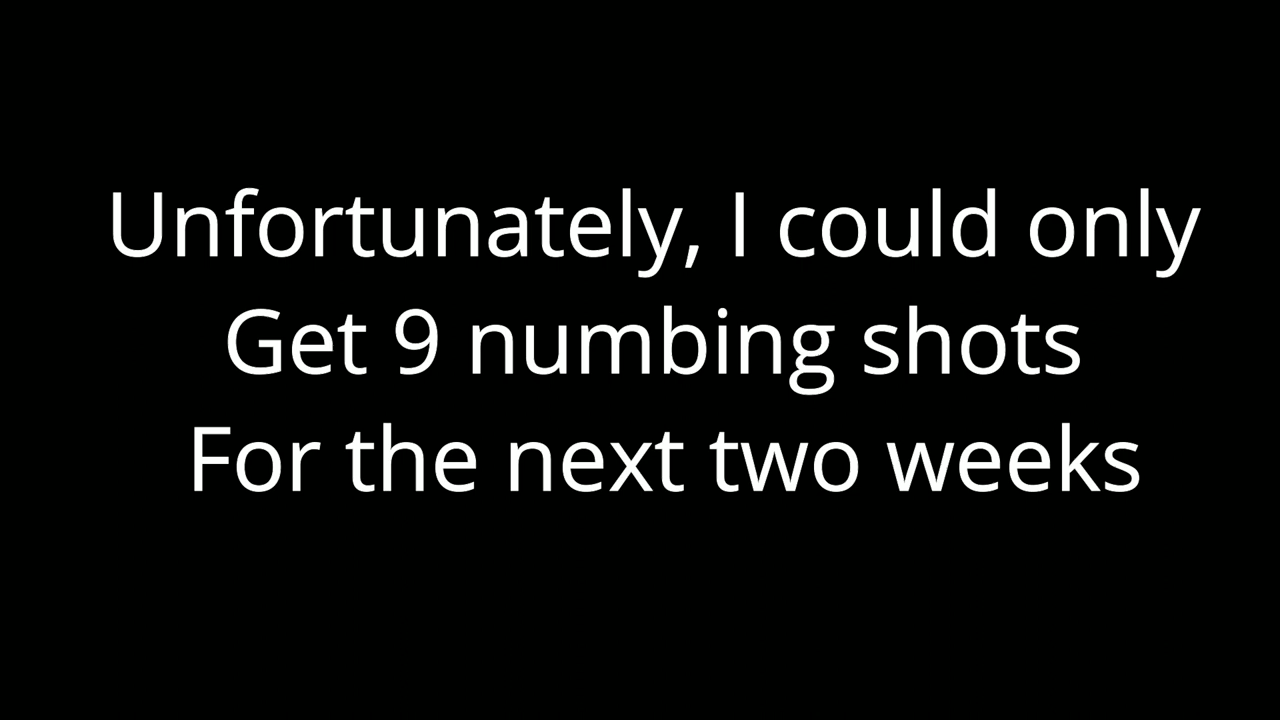 Unfortunately, I could only
Get 9 numbing shots
For the next two weeks